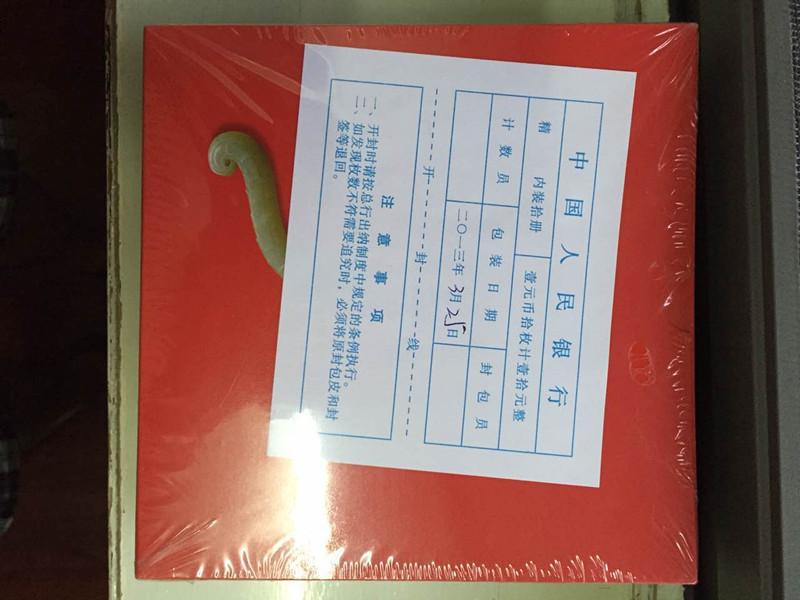 中国人民银行
精 内装拾册 壹元币拾枚计壹拾元整
计数员 包装日期 封包员
二〇一三年3月25日
开封线
注意事项
一、开封时请按总行出纳制度中规定的条例执行。
二、如发现枚数不符需要追究时，必须将原封包皮和封
签等退回。